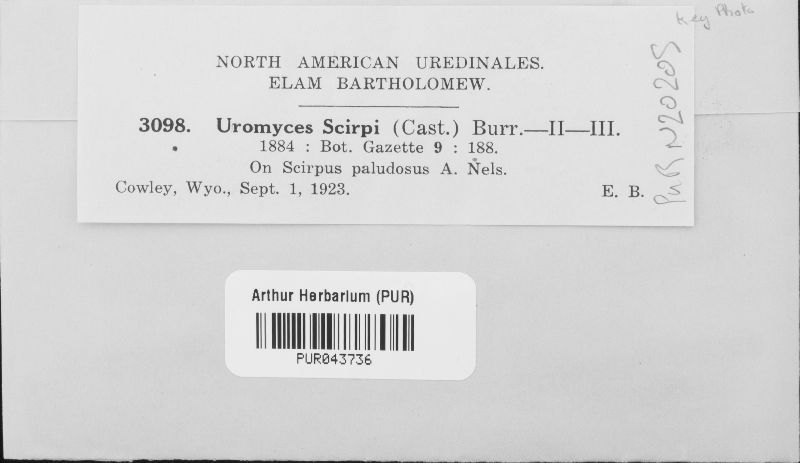 Key Photo
NORTH AMERICAN UREDINALES.
ELAM BARTHOLOMEW.
3098. Uromyces Scirpi (Cast.) Burr.—II—III.
1884 : Bot. Gazette 9 : 188.
On Scirpus paludosus A. Nels.
Cowley, Wyo., Sept. 1, 1923. E. B.
PUR N20205
Arthur Herbarium (PUR)
PUR043736